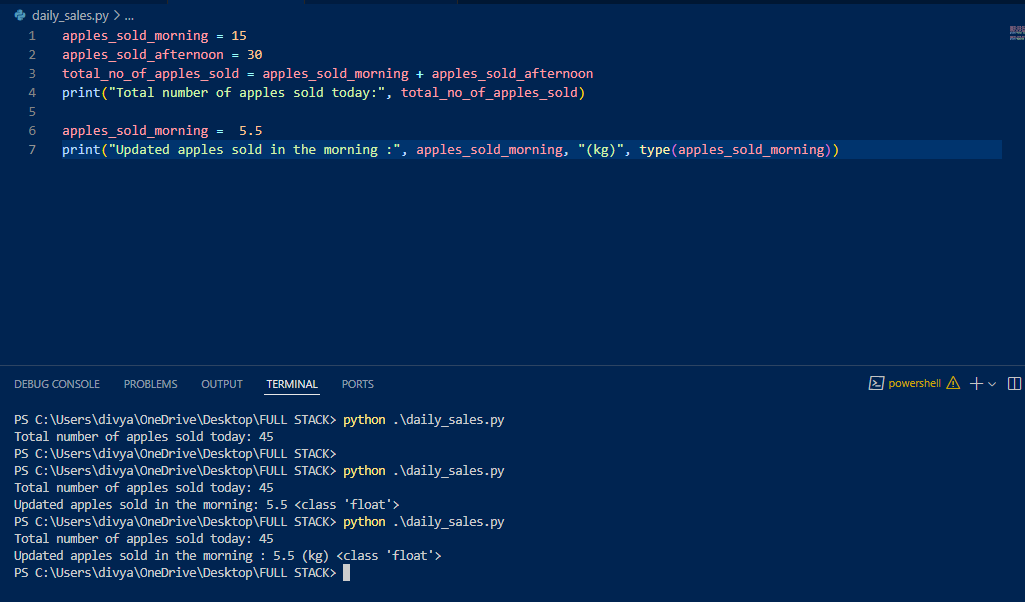 daily_sales.py > ...
1 apples_sold_morning = 15
2 apples_sold_afternoon = 30
3 total_no_of_apples_sold = apples_sold_morning + apples_sold_afternoon
4 print("Total number of apples sold today:", total_no_of_apples_sold)
5
6 apples_sold_morning =  5.5
7 print("Updated apples sold in the morning :", apples_sold_morning, "(kg)", type(apples_sold_morning))
DEBUG CONSOLE PROBLEMS OUTPUT TERMINAL PORTS powershell
PS C:\Users\divya\OneDrive\Desktop\FULL STACK> python .\daily_sales.py
Total number of apples sold today: 45
PS C:\Users\divya\OneDrive\Desktop\FULL STACK>
PS C:\Users\divya\OneDrive\Desktop\FULL STACK> python .\daily_sales.py
Total number of apples sold today: 45
Updated apples sold in the morning: 5.5 <class 'float'>
PS C:\Users\divya\OneDrive\Desktop\FULL STACK> python .\daily_sales.py
Total number of apples sold today: 45
Updated apples sold in the morning : 5.5 (kg) <class 'float'>
PS C:\Users\divya\OneDrive\Desktop\FULL STACK>